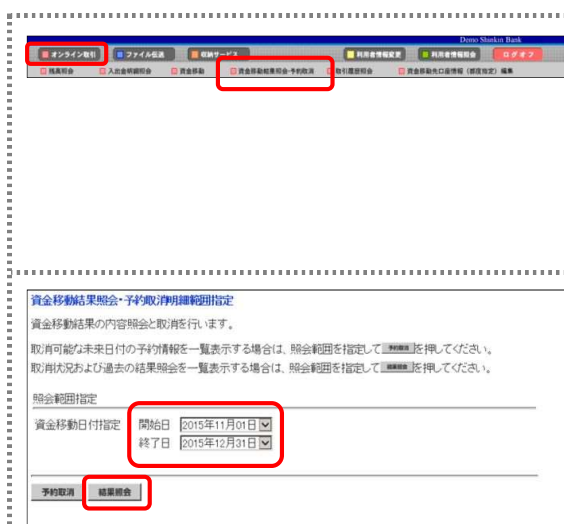 Demo Shinkin Bank
オンライン取引 ファイル伝送 収納サービス 利用者情報変更 利用者情報照会 ログオフ
残高照会 入出金明細照会 資金移動 資金移動結果照会・予約取消 取引履歴照会 資金移動先口座情報（都度指定）編集
資金移動結果照会・予約取消明細範囲指定
資金移動結果の内容照会と取消を行います。
取消可能な未来日付の予約情報を一覧表示する場合は、照会範囲を指定して 予約取消 を押してください。
取消状況および過去の結果照会を一覧表示する場合は、照会範囲を指定して 結果照会 を押してください。
照会範囲指定
資金移動日付指定 開始日 2015年11月01日
終了日 2015年12月31日
予約取消 結果照会